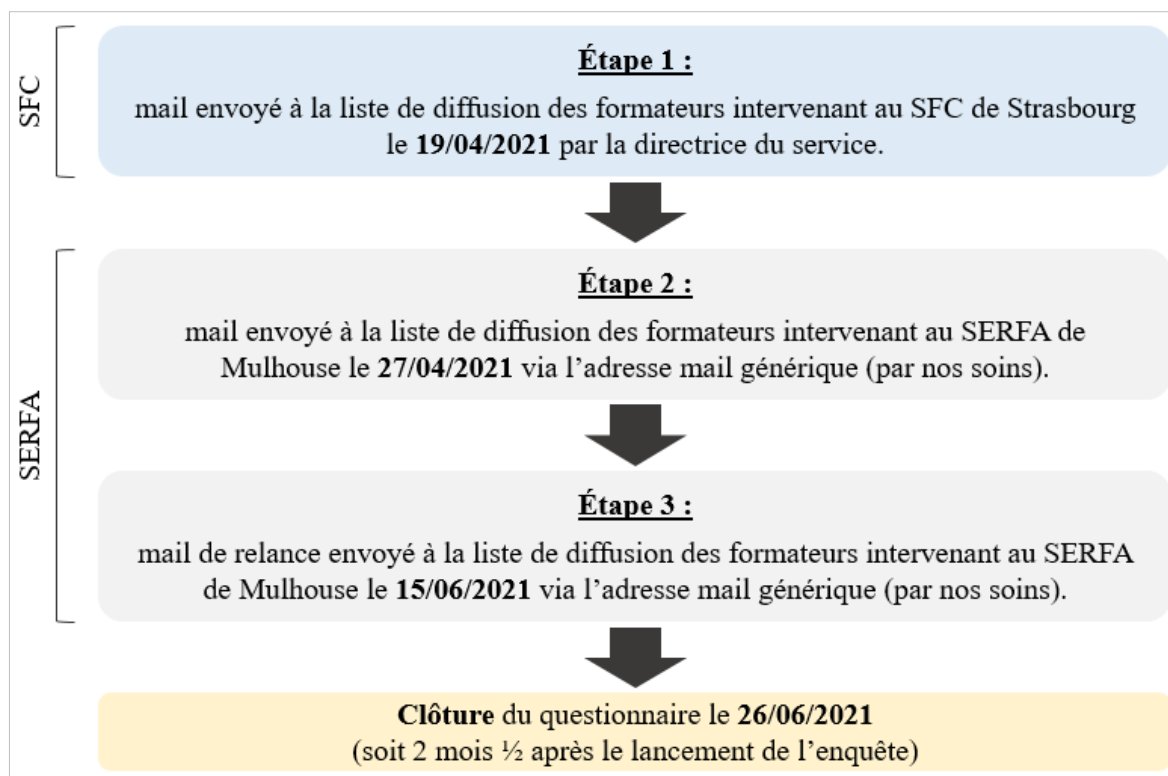 SFC
Étape 1 :
mail envoyé à la liste de diffusion des formateurs intervenant au SFC de Strasbourg
le 19/04/2021 par la directrice du service.
SERFA
Étape 2 :
mail envoyé à la liste de diffusion des formateurs intervenant au SERFA de
Mulhouse le 27/04/2021 via l’adresse mail générique (par nos soins).
Étape 3 :
mail de relance envoyé à la liste de diffusion des formateurs intervenant au SERFA
de Mulhouse le 15/06/2021 via l’adresse mail générique (par nos soins).
Clôture du questionnaire le 26/06/2021
(soit 2 mois ½ après le lancement de l’enquête)